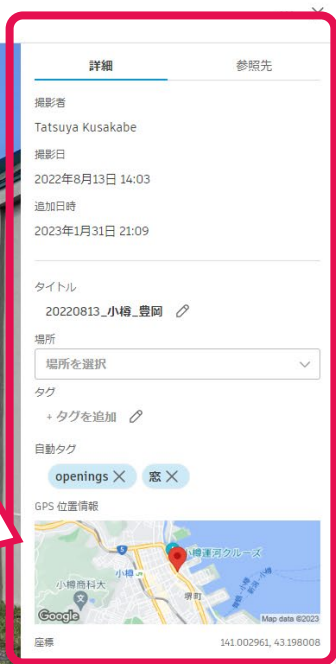 詳細
参照先
撮影者
Tatsuya Kusakabe
撮影日
2022年8月13日 14:03
追加日時
2023年1月31日 21:09
タイトル
20220813_小樽_豊岡
場所
場所を選択
タグ
+ タグを追加
自動タグ
openings
窓
GPS 位置情報
小樽運河クルーズ
小樽
小樽商科大
堺町
Google
Map data ©2023
座標
141.002961, 43.198008